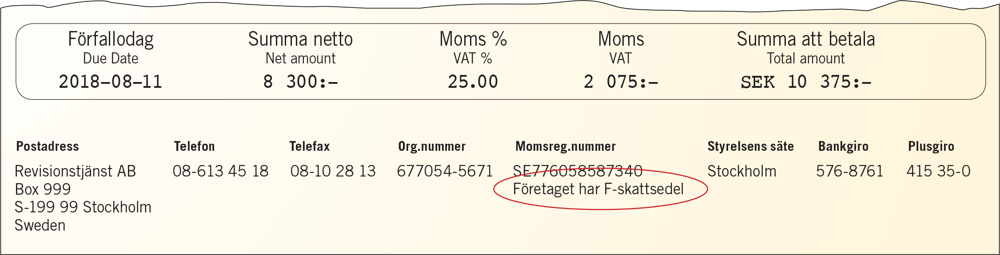 Förfallodag Summa netto Moms % Moms Summa att betala
Due Date Net amount VAT % VAT Total amount
2018-08-11 8 300:- 25.00 2 075:- SEK 10 375:-
Postadress Telefon Telefax Org.nummer Momsreg.nummer Styrelsens säte Bankgiro Plusgiro
Revisionstjänst AB 08-613 45 18 08-10 28 13 677054-5671 SE776058587340 Stockholm 576-8761 415 35-0
Box 999 Företaget har F-skattsedel
S-199 99 Stockholm
Sweden